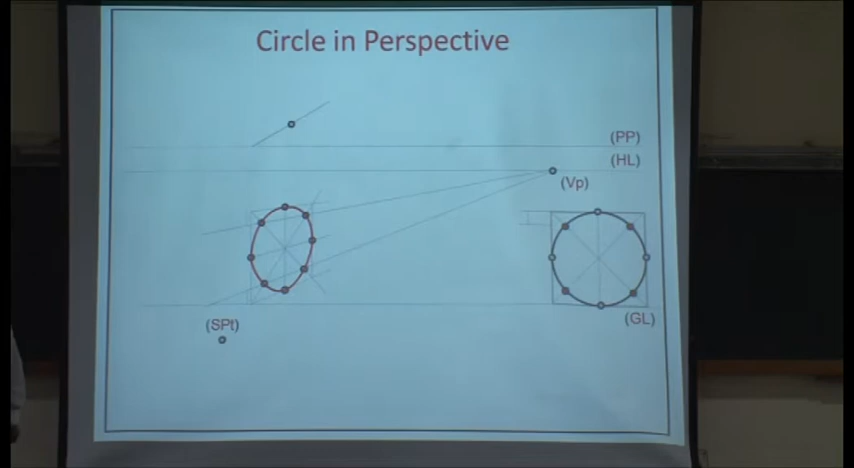 Circle in Perspective
(PP)
(HL)
(Vp)
(SPt)
(GL)